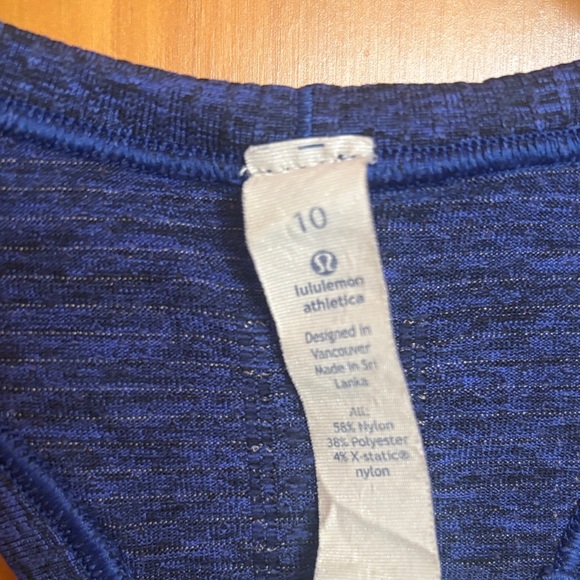 10
lululemon
athletica
Designed in
Vancouver
Made in Sri
Lanka
All:
58% Nylon
38% Polyester
4% X-static®
nylon